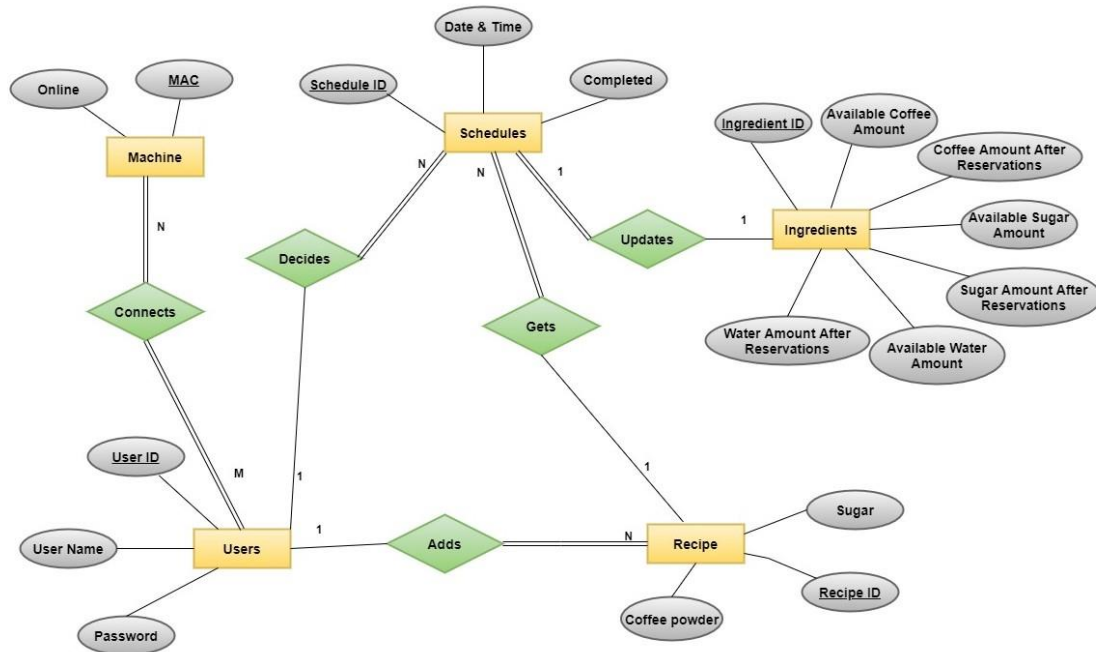 Date & Time
Schedule ID
Completed
Online
MAC
Schedules
Machine
Ingredient ID
Available Coffee
Amount
Coffee Amount After
Reservations
N
N
1
N
Decides
Updates
1
Ingredients
Available Sugar
Amount
Sugar Amount After
Reservations
Connects
Gets
Water Amount After
Reservations
Available Water
Amount
User ID
M
1
1
User Name
Users
1
Adds
N
Recipe
Sugar
Password
Coffee powder
Recipe ID